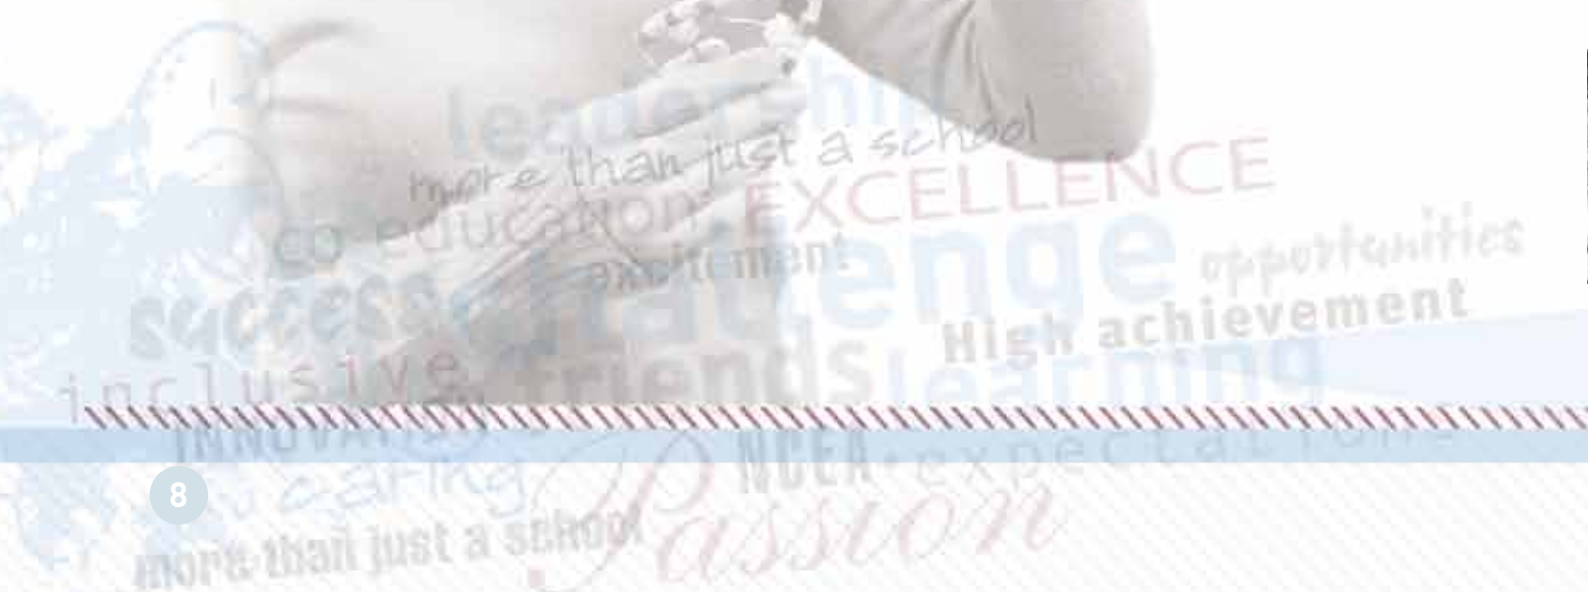 leadership
more than just a school
co education EXCELLENCE
excitement
challenge
opportunities
success
High achievement
inclusive
friends
learning
INNOVATION
NCEA
expectations
8
caring
Passion
more than just a school